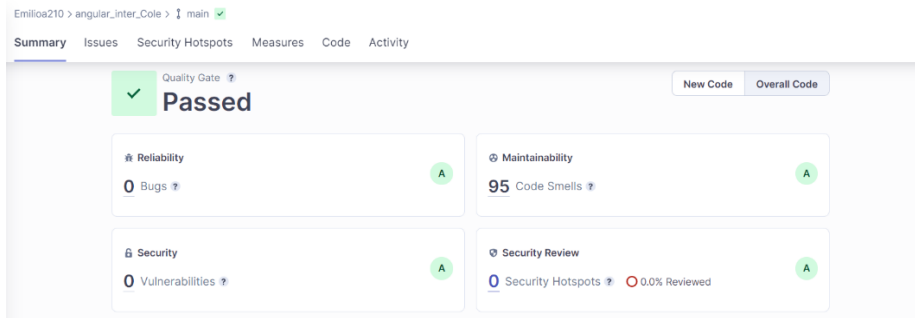 Emilioa210 > angular_inter_Cole > main
Summary Issues Security Hotspots Measures Code Activity
Quality Gate ?
Passed
New Code Overall Code
Reliability
0 Bugs ? A
Maintainability
95 Code Smells ? A
Security
0 Vulnerabilities ? A
Security Review
0 Security Hotspots ? 0.0% Reviewed A